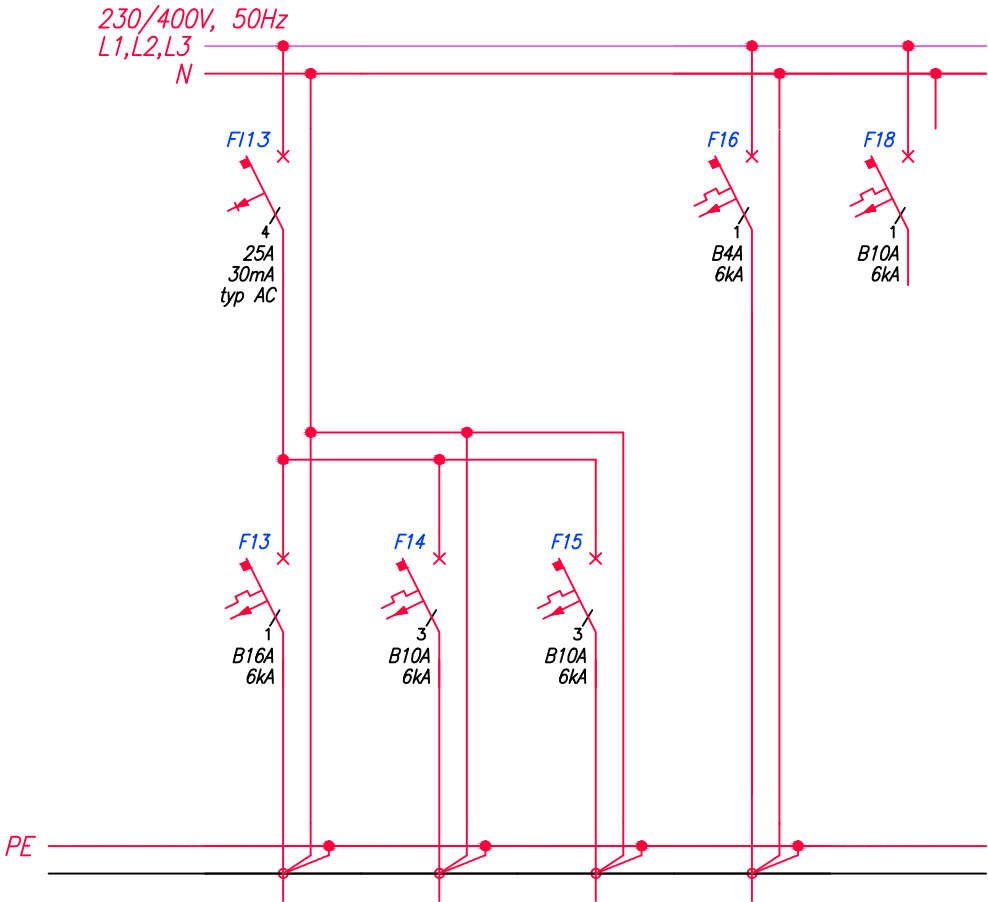 230/400V, 50Hz
L1,L2,L3
N
FI13
F16
F18
4
25A
30mA
typ AC
1
B4A
6kA
1
B10A
6kA
F13
F14
F15
1
B16A
6kA
3
B10A
6kA
3
B10A
6kA
PE